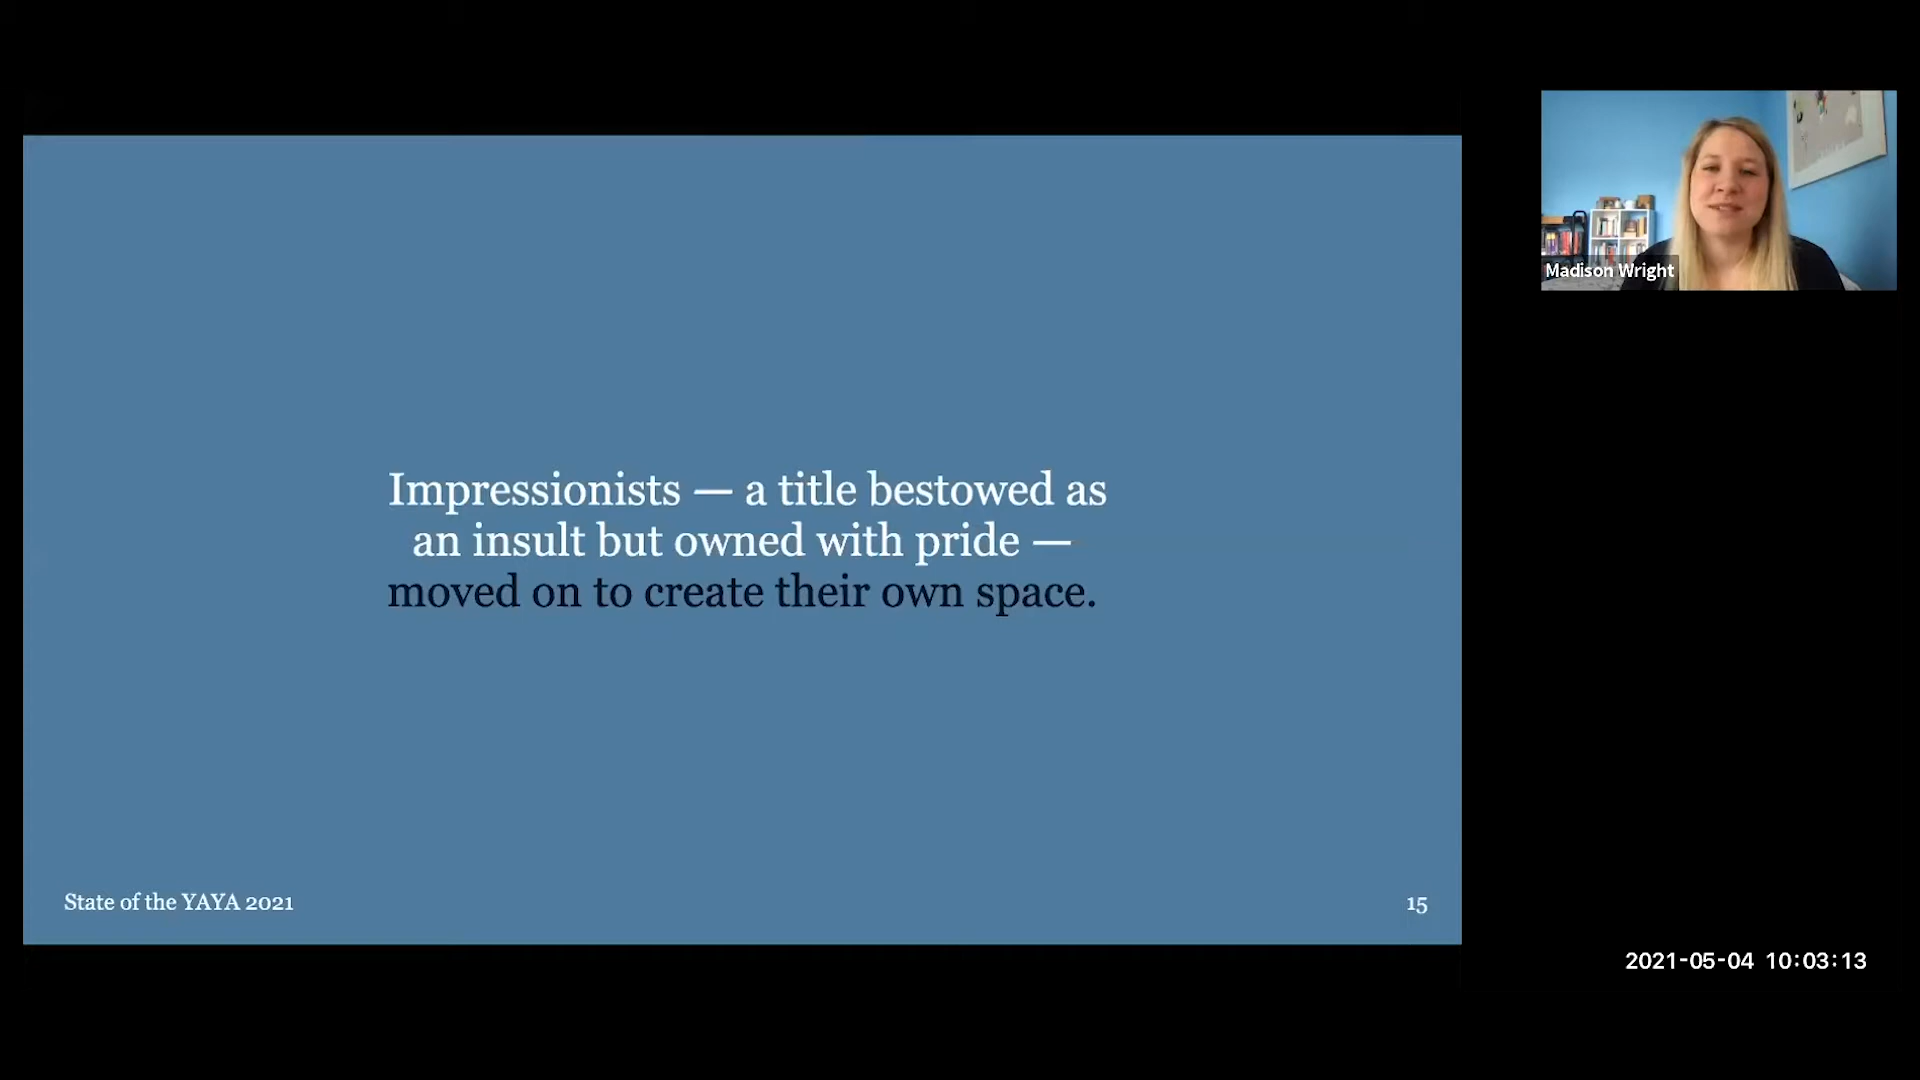 Impressionists — a title bestowed as
an insult but owned with pride —
moved on to create their own space.
State of the YAYA 2021
15
Madison Wright
2021-05-04 10:03:13